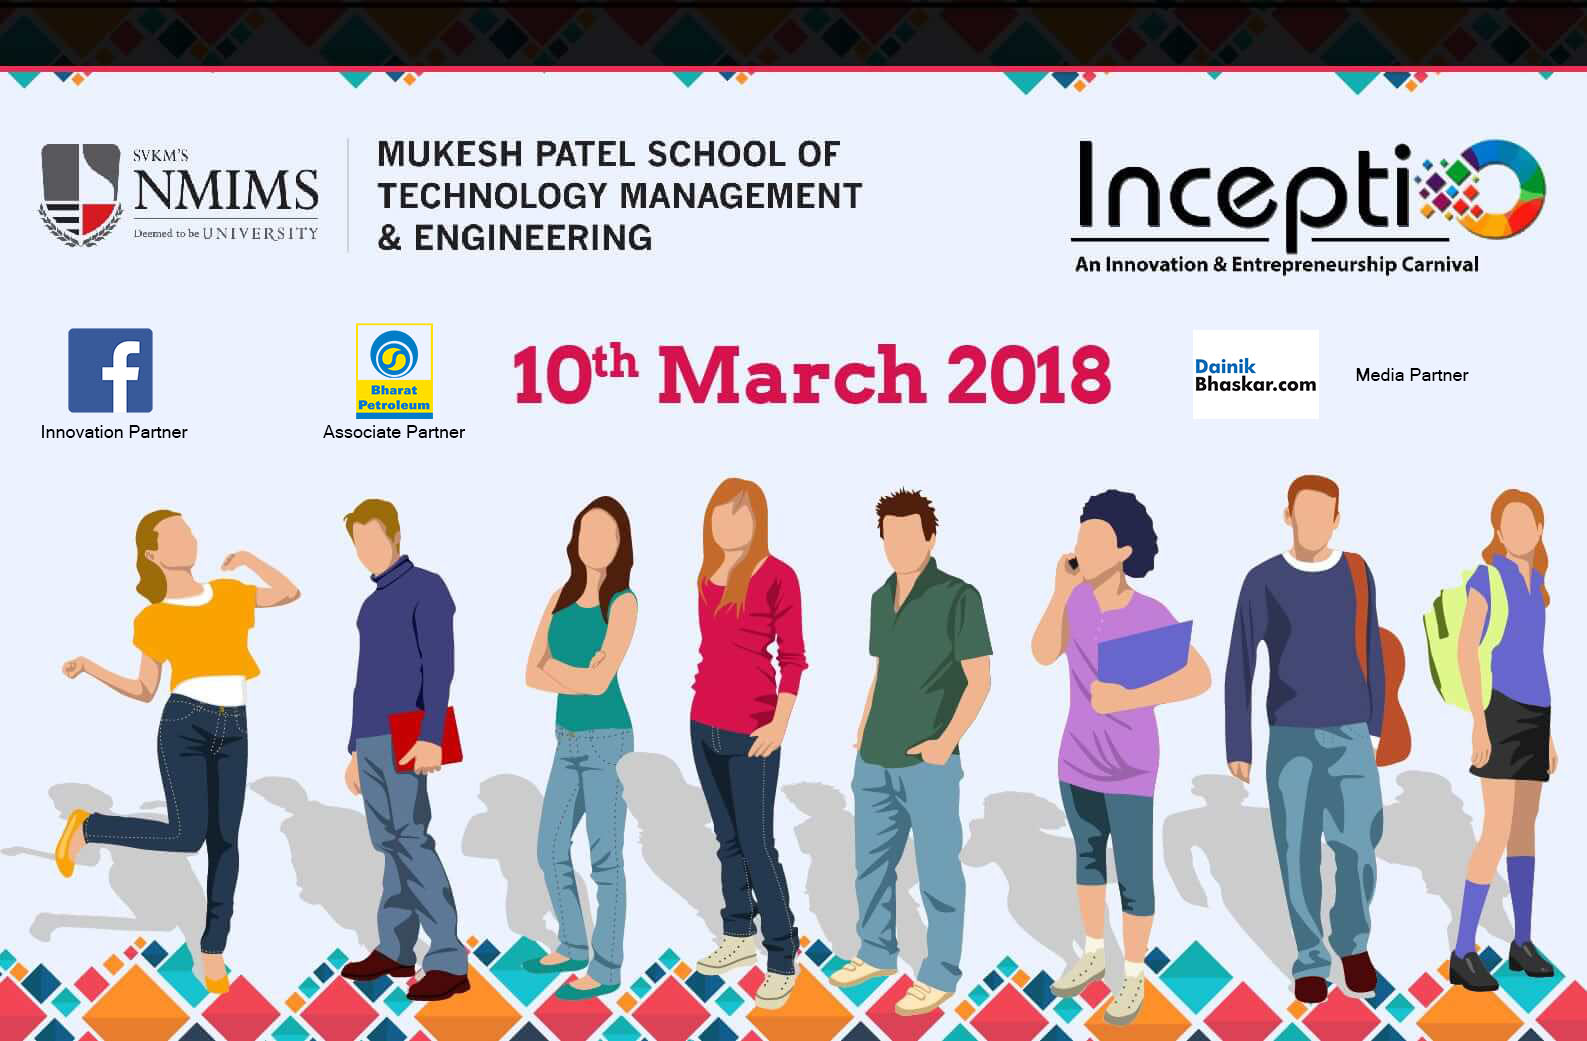 SVKM'S
NMIMS
Deemed to be UNIVERSITY
MUKESH PATEL SCHOOL OF
TECHNOLOGY MANAGEMENT
& ENGINEERING
InceptiO
An Innovation & Entrepreneurship Carnival
f
Innovation Partner
Bharat
Petroleum
Associate Partner
10th March 2018
Dainik
Bhaskar.com
Media Partner